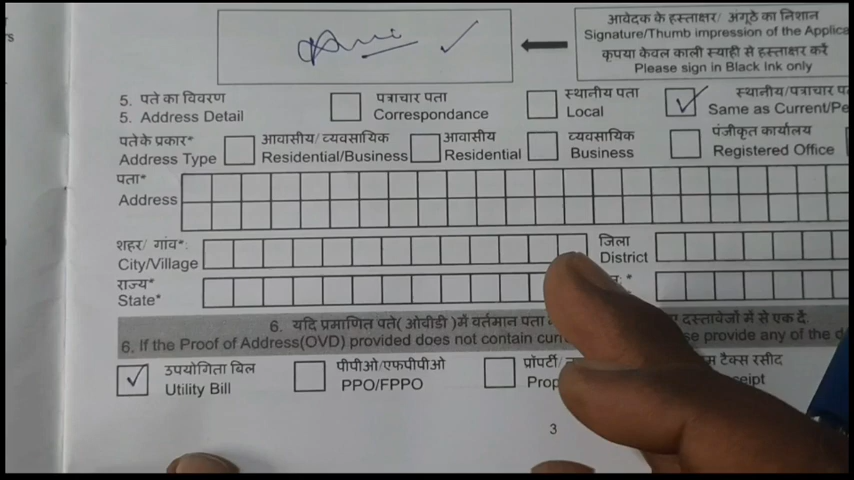 आवेदक के हस्ताक्षर/ अंगूठे का निशान
Signature/Thumb impression of the Applica
कृपया केवल काली स्याही से हस्ताक्षर करें
Please sign in Black Ink only
5. पते का विवरण
पत्राचार पता
स्थानीय पता
स्थानीय/पत्राचार
5. Address Detail
Correspondance
Local
Same as Current/Pe
पतेके प्रकार*
आवासीय/ व्यवसायिक
आवासीय
व्यवसायिक
पंजीकृत कार्यालय
Address Type
Residential/Business
Residential
Business
Registered Office
पता*
Address
शहर/ गांव*:
जिला
City/Village
District
राज्य*
State*
6. यदि प्रमाणित पते( ओवीडी )में वर्तमान पता दस्तावेजों में से एक दें
6. If the Proof of Address(OVD) provided does not contain provide any of the
उपयोगिता बिल
पीपीओ/एफपीपीओ
प्रॉपर्टी/
टैक्स रसीद
Utility Bill
PPO/FPPO
Prop
3